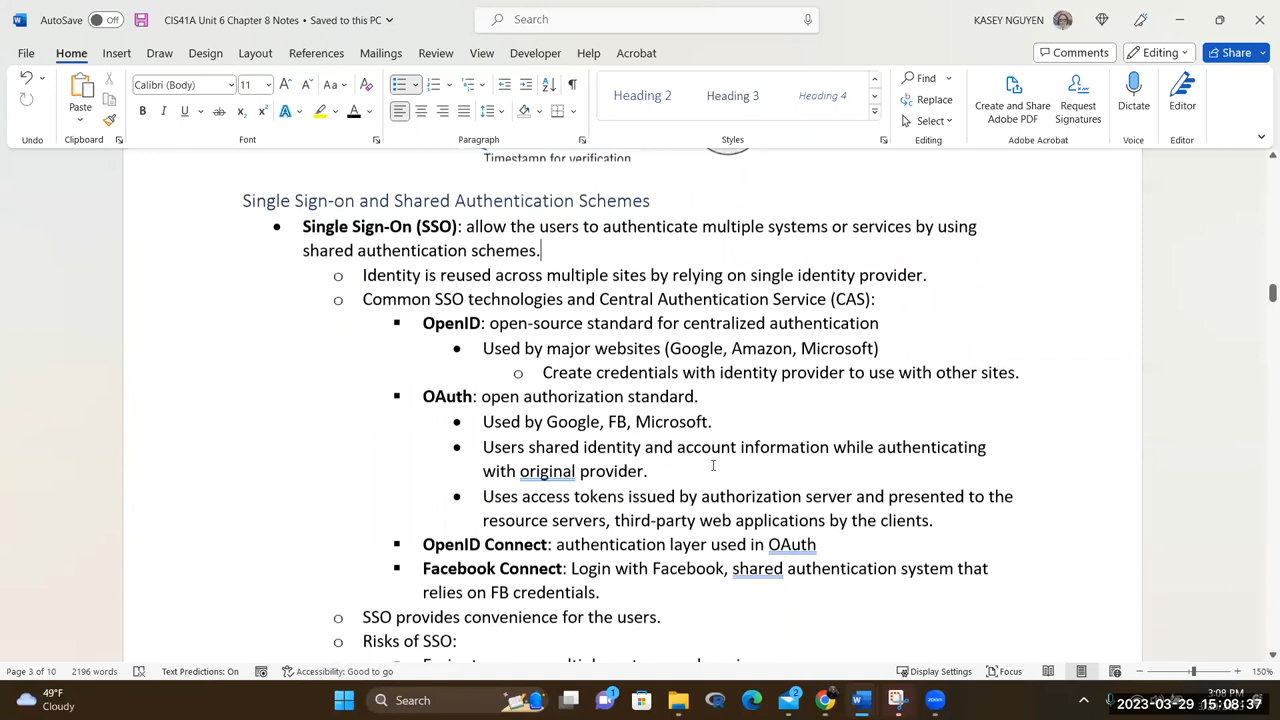 AutoSave Off CIS41A Unit 6 Chapter 8 Notes • Saved to this PC Search KASEY NGUYEN
File Home Insert Draw Design Layout References Mailings Review View Developer Help Acrobat Comments Editing Share
Paste
Calibri (Body) 11 Aa
B I U ab x₂ x² A A
Heading 2 Heading 3 Heading 4
Find
Replace
Select
Create and Share Adobe PDF
Request Signatures
Dictate
Editor
Undo Clipboard Font Paragraph Styles Editing Adobe Acrobat Voice Editor
Timestamp for verification
Single Sign-on and Shared Authentication Schemes
• Single Sign-On (SSO): allow the users to authenticate multiple systems or services by using
shared authentication schemes.
o Identity is reused across multiple sites by relying on single identity provider.
o Common SSO technologies and Central Authentication Service (CAS):
▪ OpenID: open-source standard for centralized authentication
• Used by major websites (Google, Amazon, Microsoft)
o Create credentials with identity provider to use with other sites.
▪ OAuth: open authorization standard.
• Used by Google, FB, Microsoft.
• Users shared identity and account information while authenticating
with original provider.
• Uses access tokens issued by authorization server and presented to the
resource servers, third-party web applications by the clients.
▪ OpenID Connect: authentication layer used in OAuth
▪ Facebook Connect: Login with Facebook, shared authentication system that
relies on FB credentials.
o SSO provides convenience for the users.
o Risks of SSO:
Page 3 of 10 2196 words Text Predictions: On Accessibility: Good to go Display Settings Focus 150%
49°F
Cloudy
Search
1
2
zoom
3:08 PM
2023-03-29 15:08:37